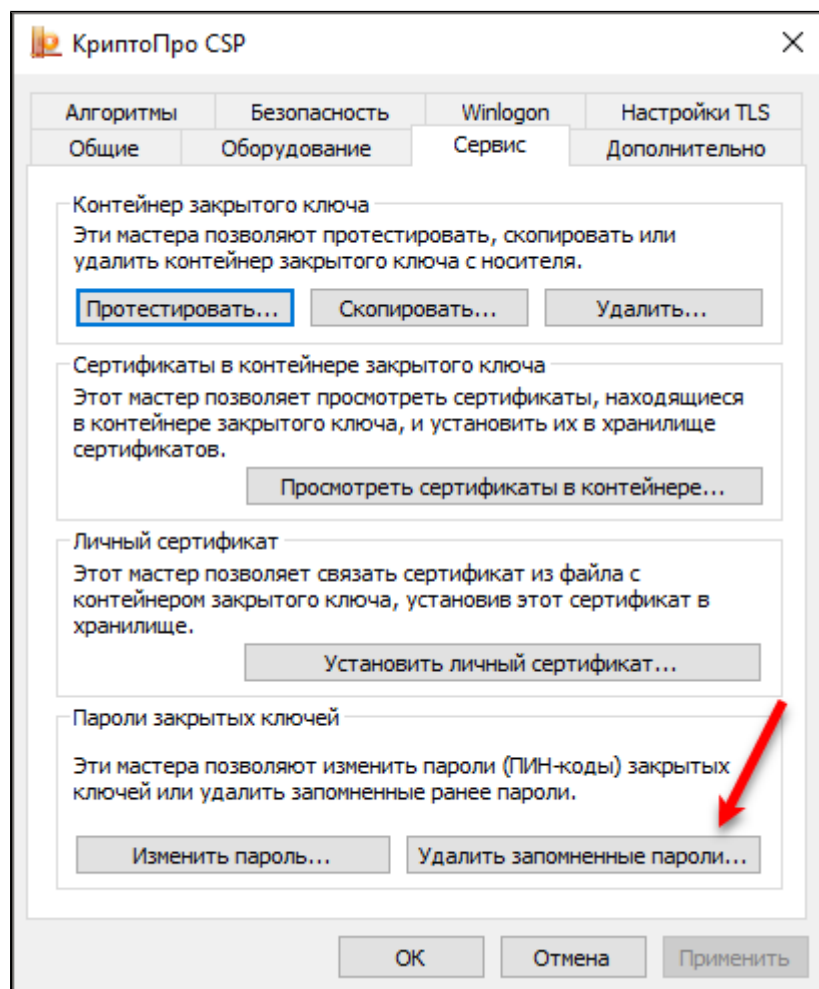 КриптоПро CSP
Алгоритмы Безопасность Winlogon Настройки TLS
Общие Оборудование Сервис Дополнительно
Контейнер закрытого ключа
Эти мастера позволяют протестировать, скопировать или
удалить контейнер закрытого ключа с носителя.
Протестировать... Скопировать... Удалить...
Сертификаты в контейнере закрытого ключа
Этот мастер позволяет просмотреть сертификаты, находящиеся
в контейнере закрытого ключа, и установить их в хранилище
сертификатов.
Просмотреть сертификаты в контейнере...
Личный сертификат
Этот мастер позволяет связать сертификат из файла с
контейнером закрытого ключа, установив этот сертификат в
хранилище.
Установить личный сертификат...
Пароли закрытых ключей
Эти мастера позволяют изменить пароли (ПИН-коды) закрытых
ключей или удалить запомненные ранее пароли.
Изменить пароль... Удалить запомненные пароли...
ОК Отмена Применить